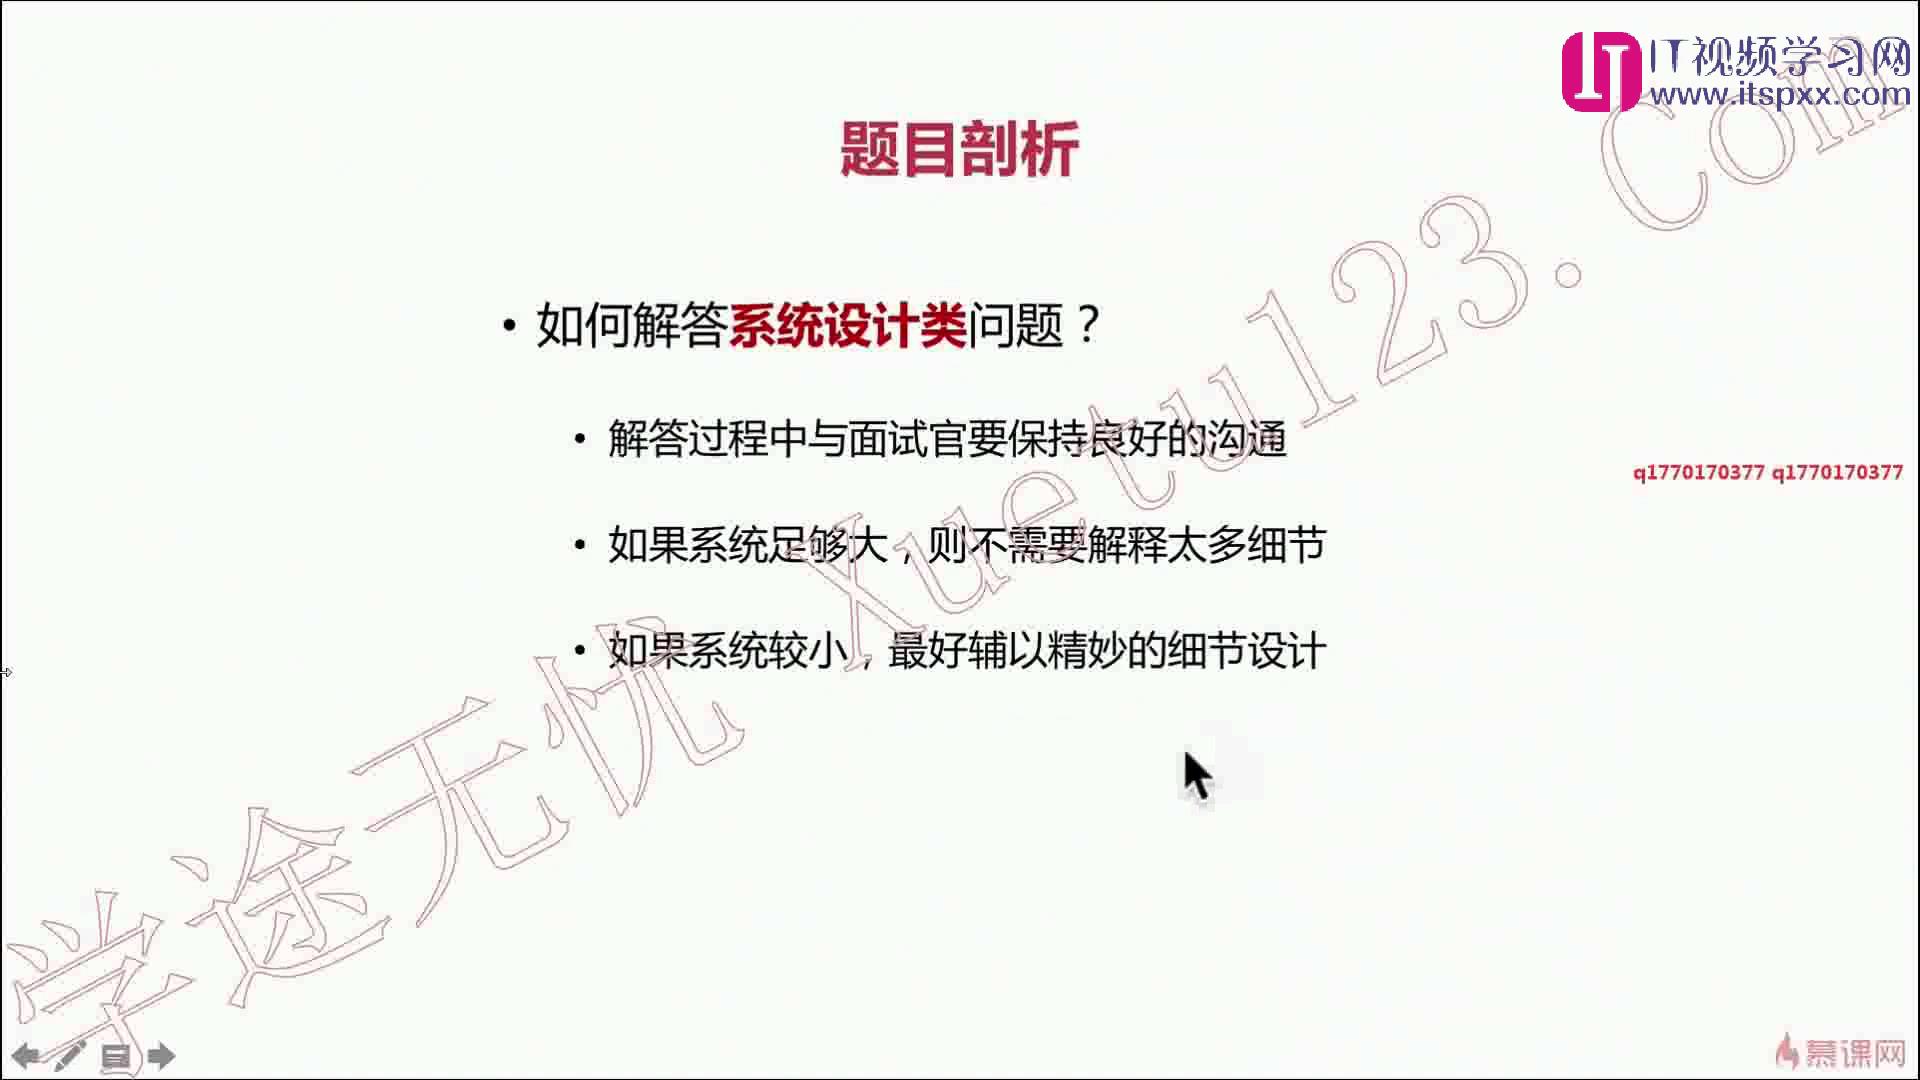 IT视频学习网
www.itspxx.com
题目剖析
• 如何解答系统设计类问题？
• 解答过程中与面试官要保持良好的沟通
q1770170377 q1770170377
• 如果系统足够大，则不需要解释太多细节
• 如果系统较小，最好辅以精妙的细节设计
学途无忧 Xuetu123.Com
慕课网